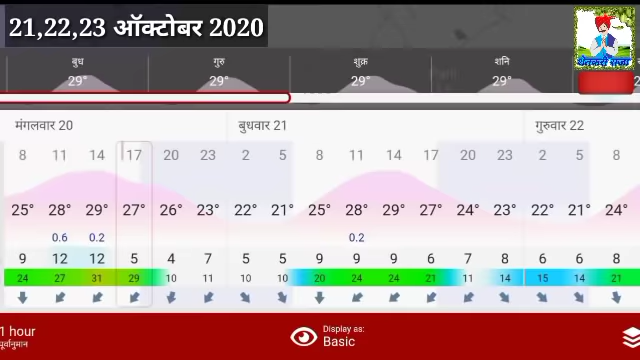 21,22,23 ऑक्टोबर 2020
बुध गुरु शुक्र शनि
29° 29° 29° 29°
मंगलवार 20 बुधवार 21 गुरुवार 22
8 11 14 17 20 23 2 5 8 11 14 17 20 23 2 5 8
25° 28° 29° 27° 26° 23° 22° 21° 25° 28° 29° 27° 24° 23° 22° 21° 24°
0.6 0.2 0.2
9 12 12 5 4 7 5 5 9 9 9 6 7 8 6 6 8
24 27 31 29 10 11 10 10 20 24 24 21 11 14 15 14 21
1 hour
पूर्वानुमान
Display as:
Basic
शेतकरी राजा